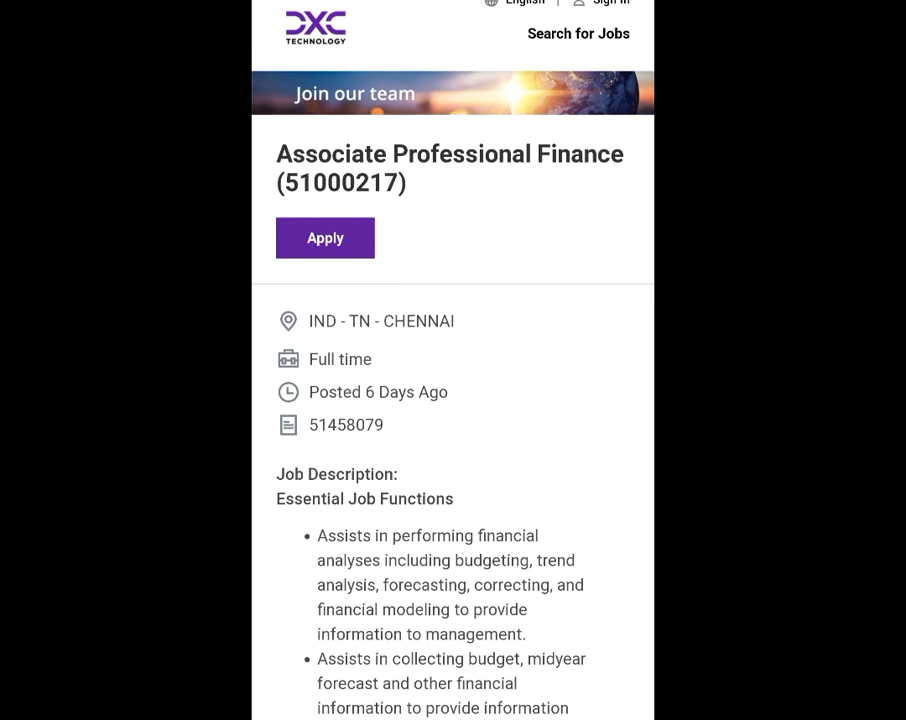 English | Sign In
DXC
TECHNOLOGY
Search for Jobs
Join our team
Associate Professional Finance
(51000217)
Apply
IND - TN - CHENNAI
Full time
Posted 6 Days Ago
51458079
Job Description:
Essential Job Functions
• Assists in performing financial
analyses including budgeting, trend
analysis, forecasting, correcting, and
financial modeling to provide
information to management.
• Assists in collecting budget, midyear
forecast and other financial
information to provide information